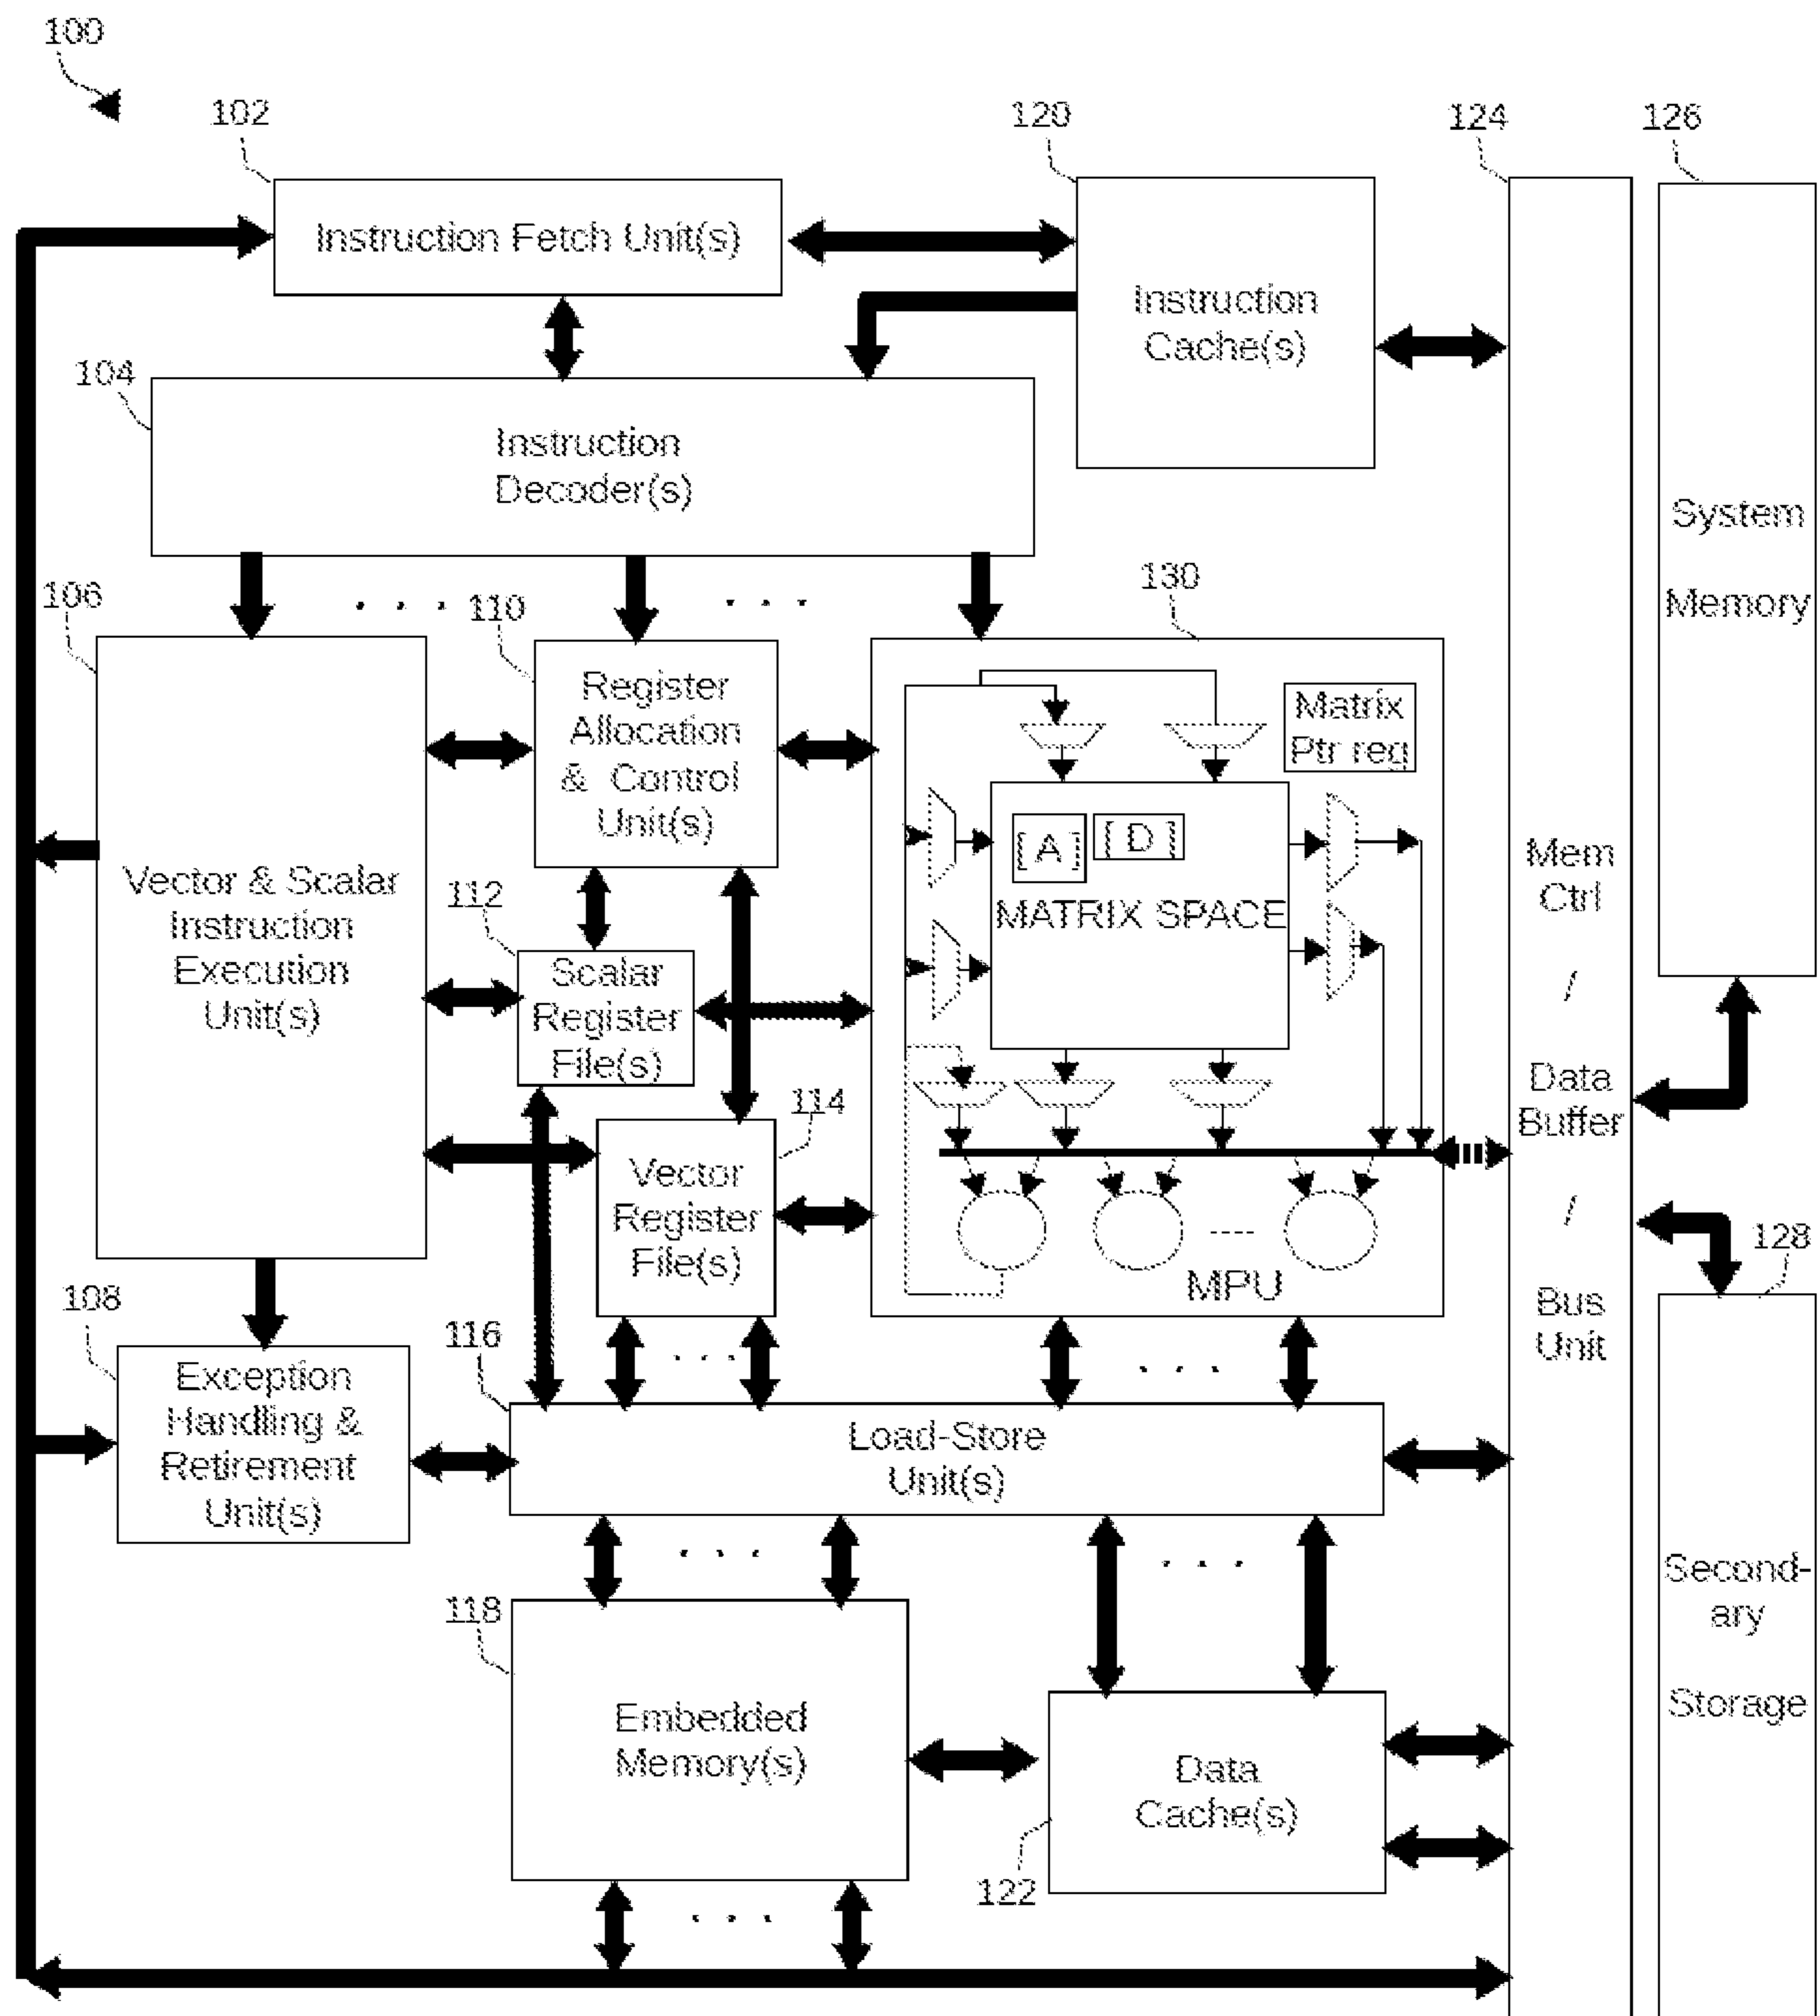 100
102
120
124
126
Instruction Fetch Unit(s)
Instruction
Cache(s)
104
Instruction
Decoder(s)
System
Memory
106
. . .
110
. . .
130
Register
Allocation
& Control
Unit(s)
Matrix
Ptr reg
[ A ]
[ D ]
MATRIX SPACE
Vector & Scalar
Instruction
Execution
Unit(s)
112
Scalar
Register
File(s)
114
Vector
Register
File(s)
MPU
Mem
Ctrl
/
Data
Buffer
/
Bus
Unit
128
108
Exception
Handling &
Retirement
Unit(s)
116
. . .
. . .
Load-Store
Unit(s)
. . .
. . .
118
Embedded
Memory(s)
Data
Cache(s)
122
. . .
Second-
ary
Storage